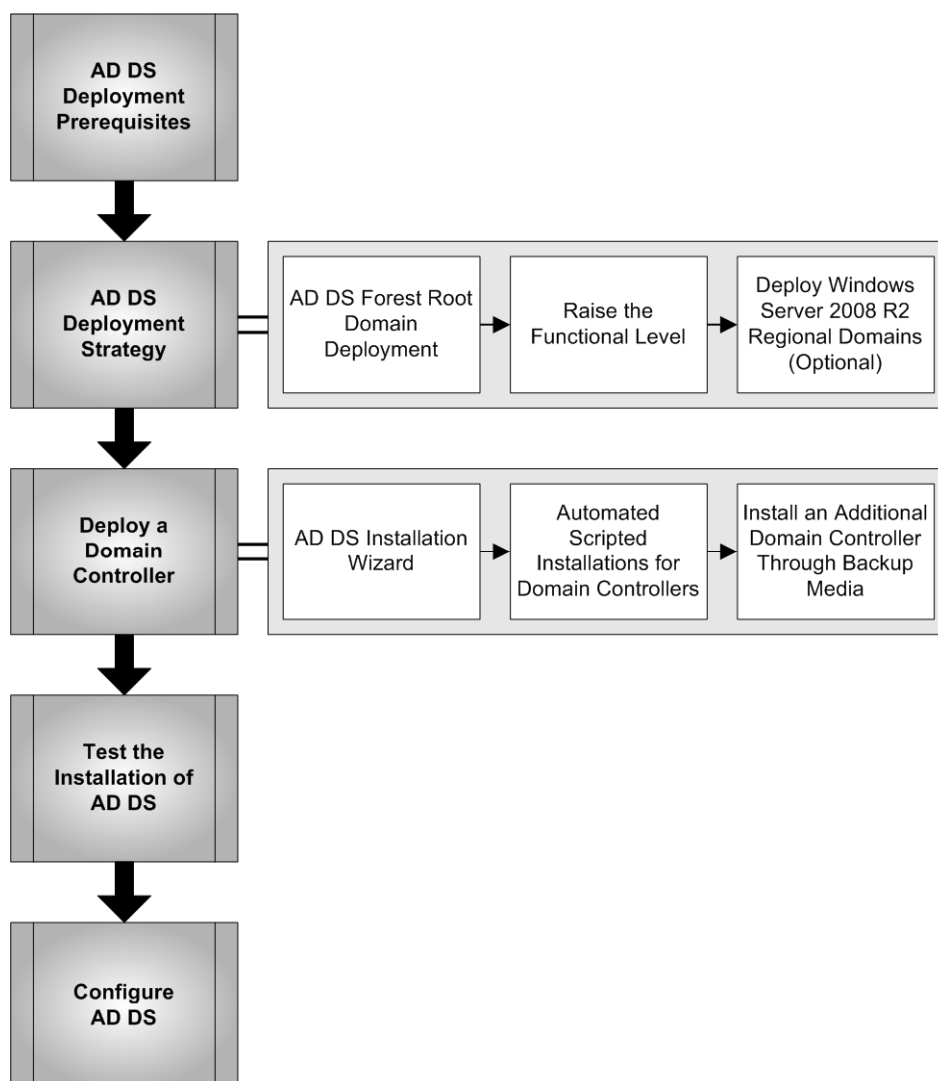 AD DS
Deployment
Prerequisites
AD DS
Deployment
Strategy
AD DS Forest Root
Domain
Deployment
Raise the
Functional Level
Deploy Windows
Server 2008 R2
Regional Domains
(Optional)
Deploy a
Domain
Controller
AD DS Installation
Wizard
Automated
Scripted
Installations for
Domain Controllers
Install an Additional
Domain Controller
Through Backup
Media
Test the
Installation of
AD DS
Configure
AD DS